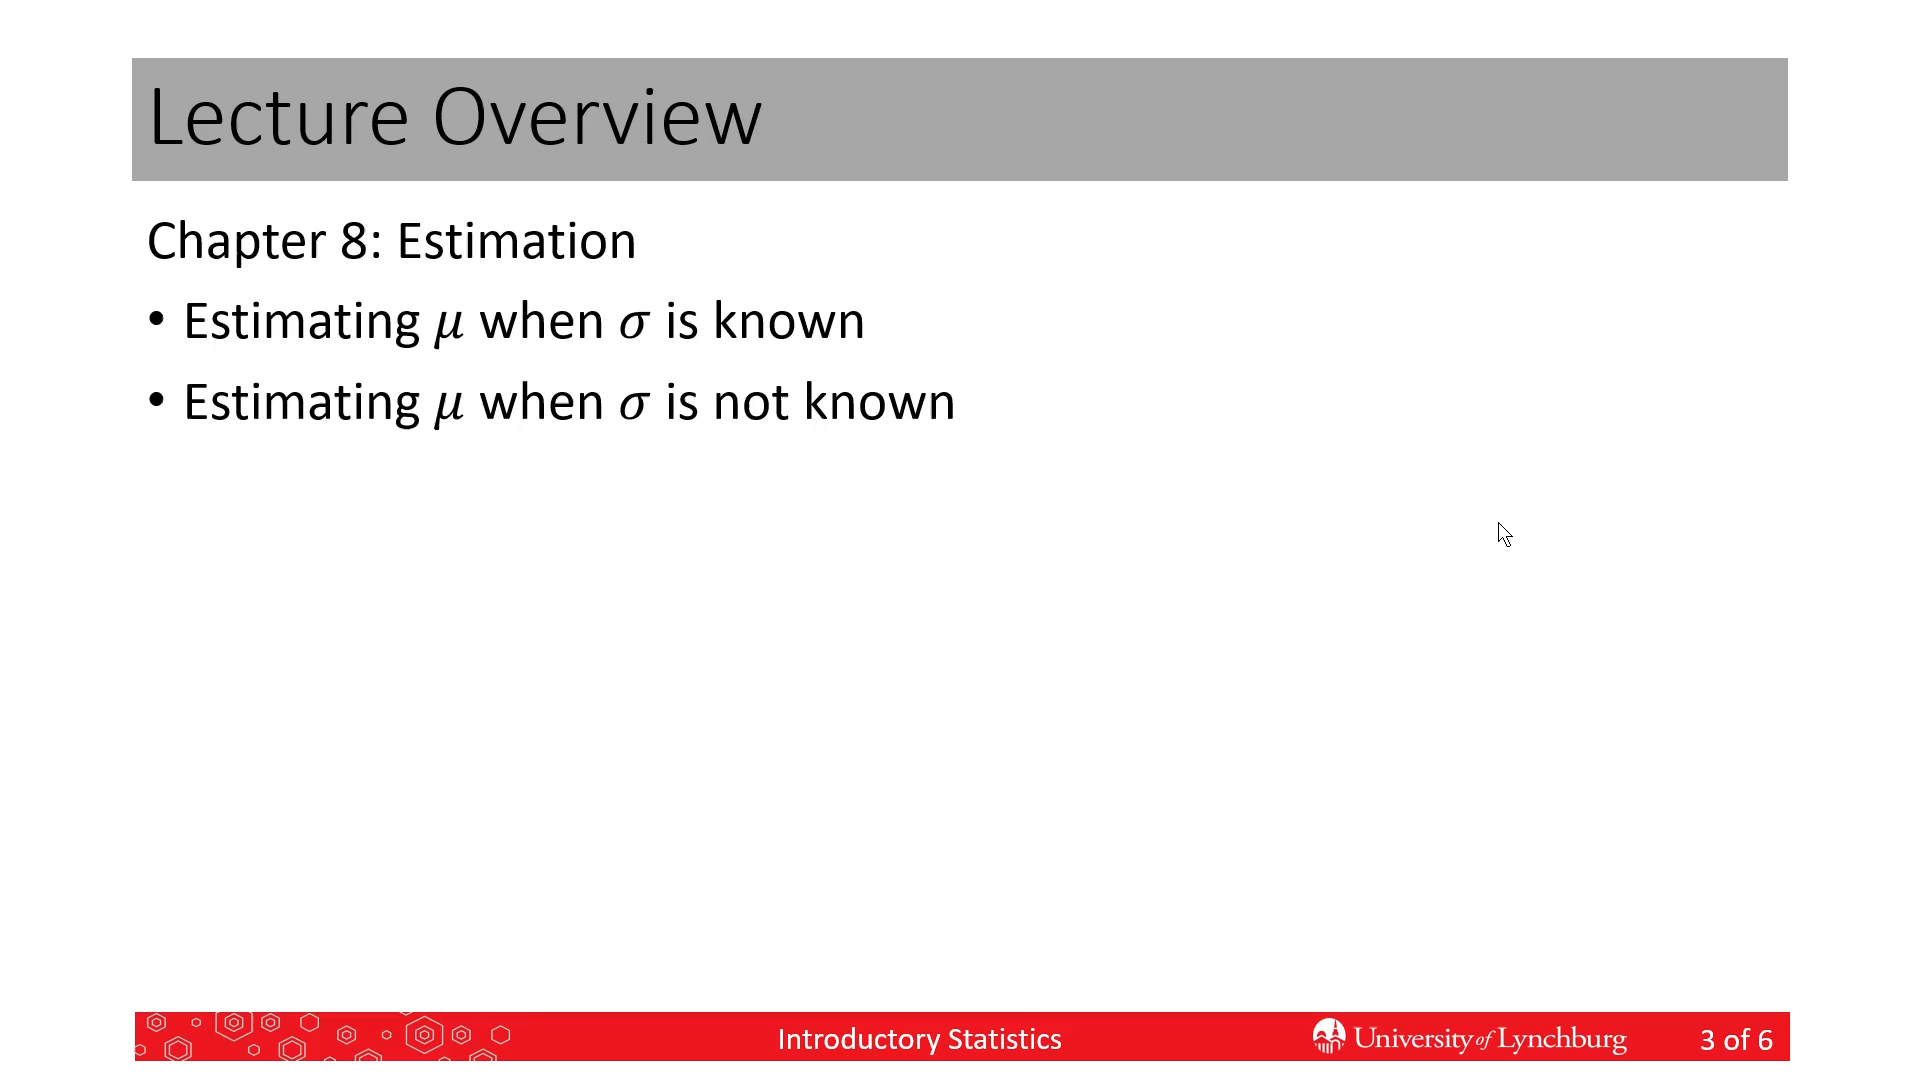 Lecture Overview
Chapter 8: Estimation
• Estimating μ when σ is known
• Estimating μ when σ is not known
Introductory Statistics
University of Lynchburg
3 of 6